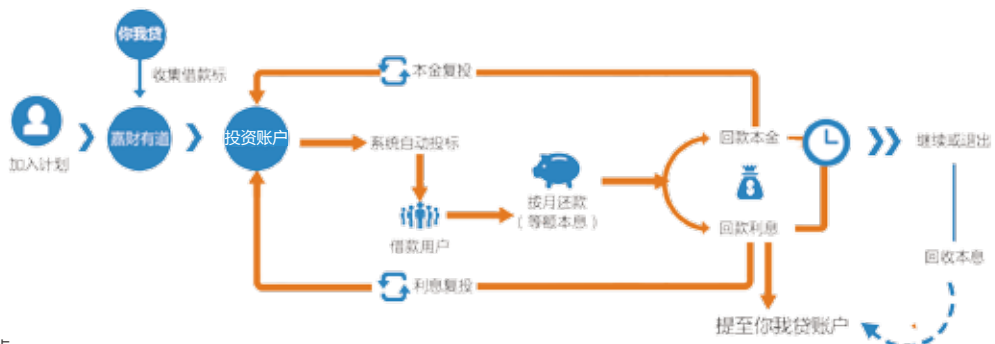 你我贷
收集借款标
本金复投
加入计划
嘉财有道
投资账户
系统自动投标
回款本金
继续或退出
按月还款
（等额本息）
借款用户
回款利息
回收本息
利息复投
提至你我贷账户